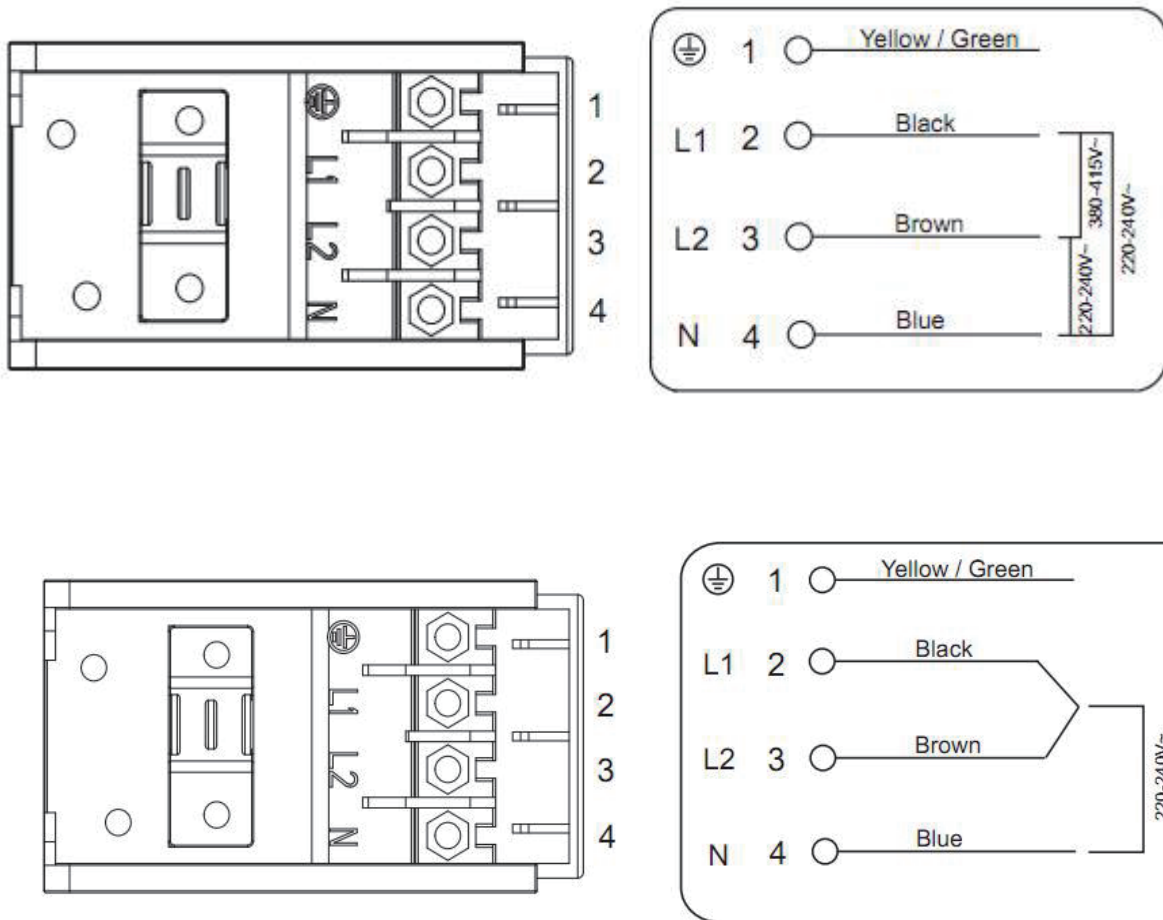 L1
L2
N
1
2
3
4
1 Yellow / Green
L1 2 Black
L2 3 Brown
N 4 Blue
380-415V~
220-240V~
220-240V~
L1
L2
N
1
2
3
4
1 Yellow / Green
L1 2 Black
L2 3 Brown
N 4 Blue
220-240V~